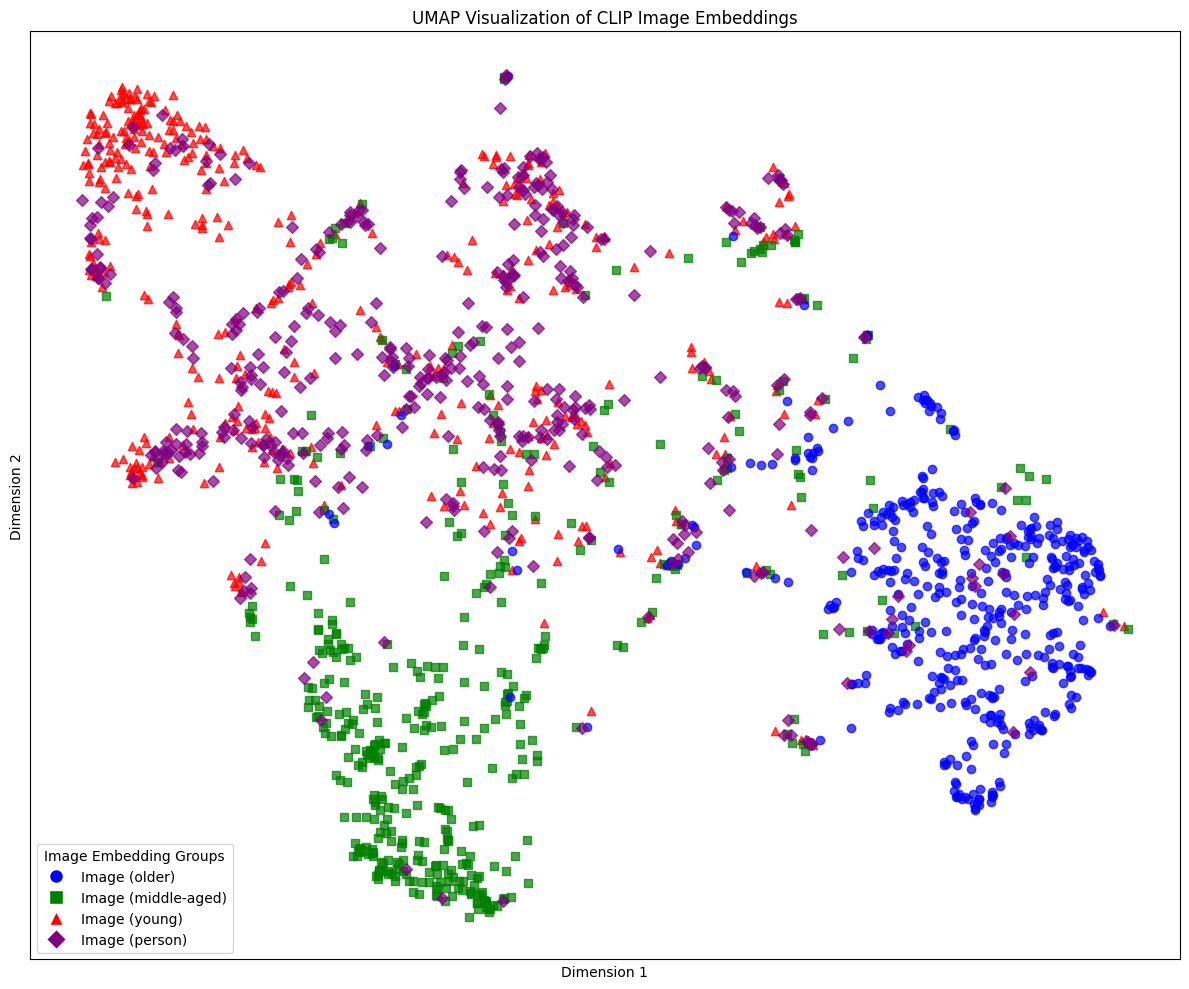 UMAP Visualization of CLIP Image Embeddings
Dimension 2
Image Embedding Groups
Image (older)
Image (middle-aged)
Image (young)
Image (person)
Dimension 1